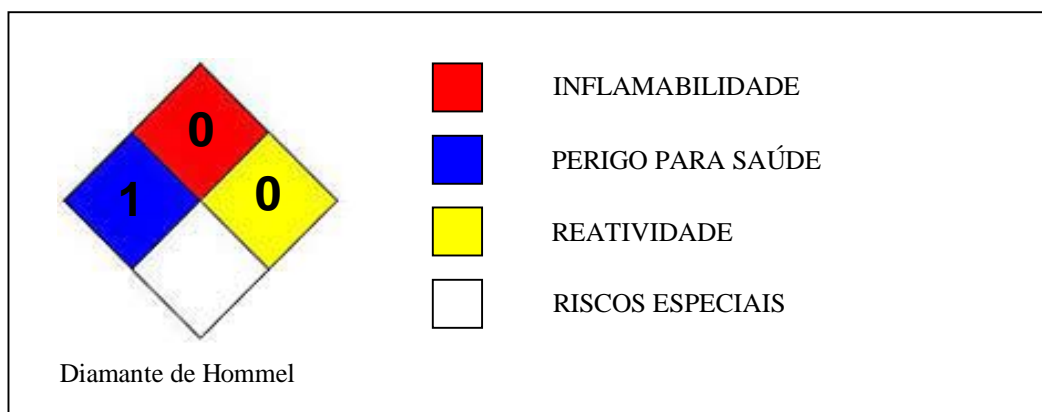 0
1
0
Diamante de Hommel
INFLAMABILIDADE
PERIGO PARA SAÚDE
REATIVIDADE
RISCOS ESPECIAIS